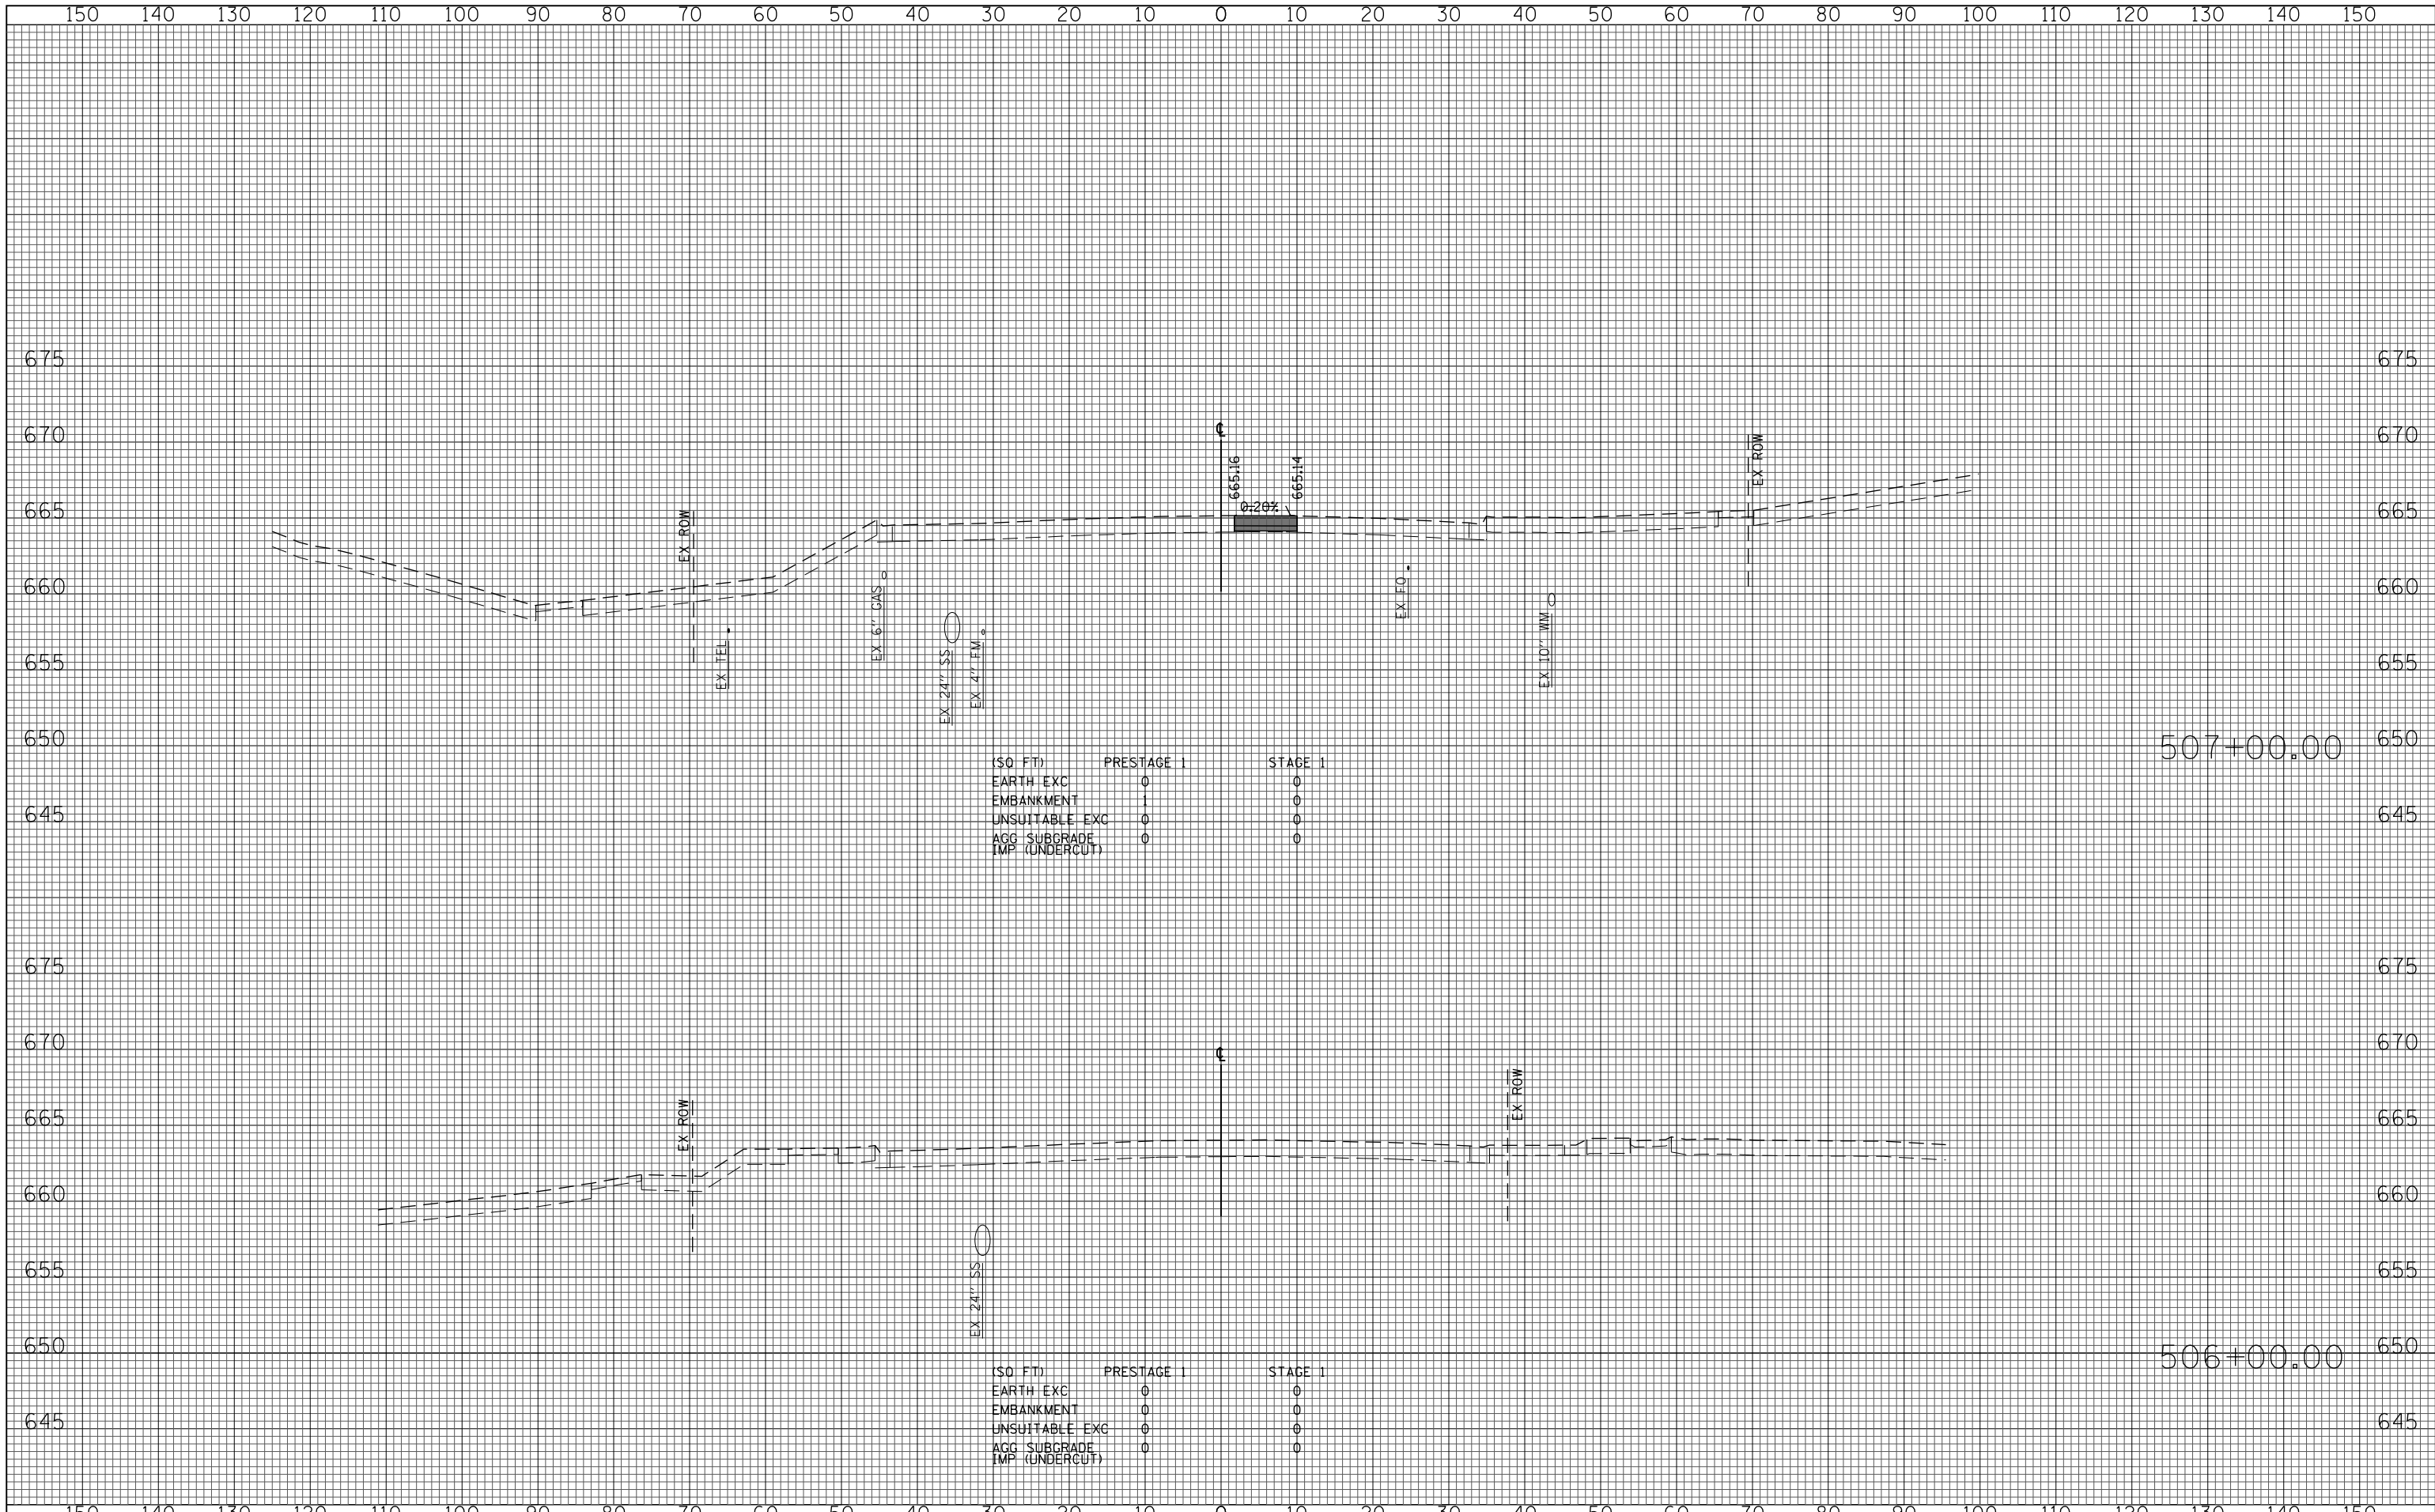 150 140 130 120 110 100 90 80 70 60 50 40 30 20 10 0 10 20 30 40 50 60 70 80 90 100 110 120 130 140 150
675 675
670 670
℄
EX ROW
665.16
665.14
0.20%
665 665
EX ROW
660 660
EX 6'' GAS
EX FO
EX TEL
EX 24'' SS
EX 4'' FM
EX 10'' WM
655 655
650 650
507+00.00
(SQ FT) PRESTAGE 1 STAGE 1
EARTH EXC 0 0
EMBANKMENT 1 0
UNSUITABLE EXC 0 0
AGG SUBGRADE 0 0
IMP (UNDERCUT)
645 645
675 675
670 670
℄
EX ROW
EX ROW
665 665
660 660
655 655
EX 24'' SS
650 650
506+00.00
(SQ FT) PRESTAGE 1 STAGE 1
EARTH EXC 0 0
EMBANKMENT 0 0
UNSUITABLE EXC 0 0
AGG SUBGRADE 0 0
IMP (UNDERCUT)
645 645
150 140 130 120 110 100 90 80 70 60 50 40 30 20 10 0 10 20 30 40 50 60 70 80 90 100 110 120 130 140 150